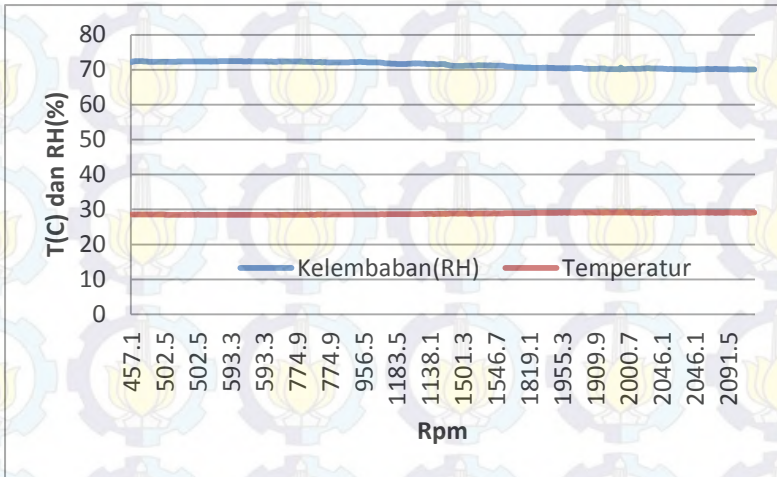 T(C) dan RH(%)
80
70
60
50
40
30
20
10
0
Kelembaban(RH) Temperatur
457.1 502.5 502.5 593.3 593.3 774.9 774.9 956.5 1183.5 1138.1 1501.3 1546.7 1819.1 1955.3 1909.9 2000.7 2046.1 2046.1 2091.5
Rpm